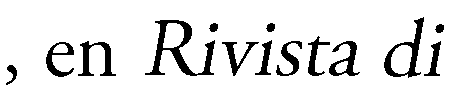 , en Rivista di